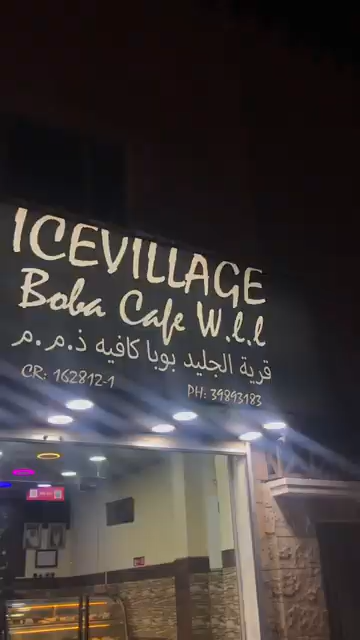 ICEVILLAGE
Boba Cafe W.l.l
قرية الجليد بوبا كافيه ذ.م.م
CR: 162812-1
PH: 39893183